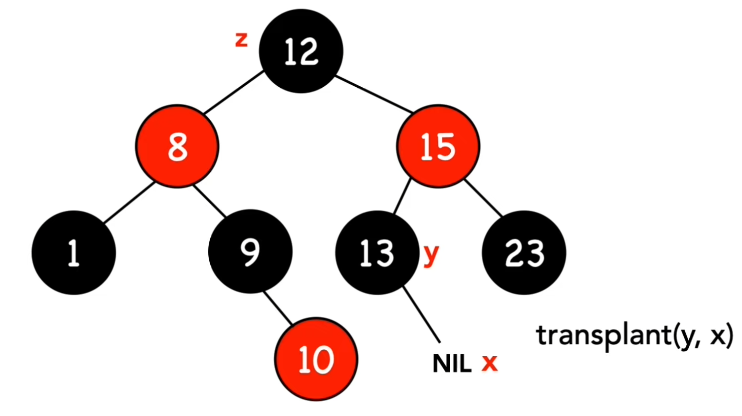 z 12
8 15
1 9 13 y 23
transplant(y, x)
10 NIL x